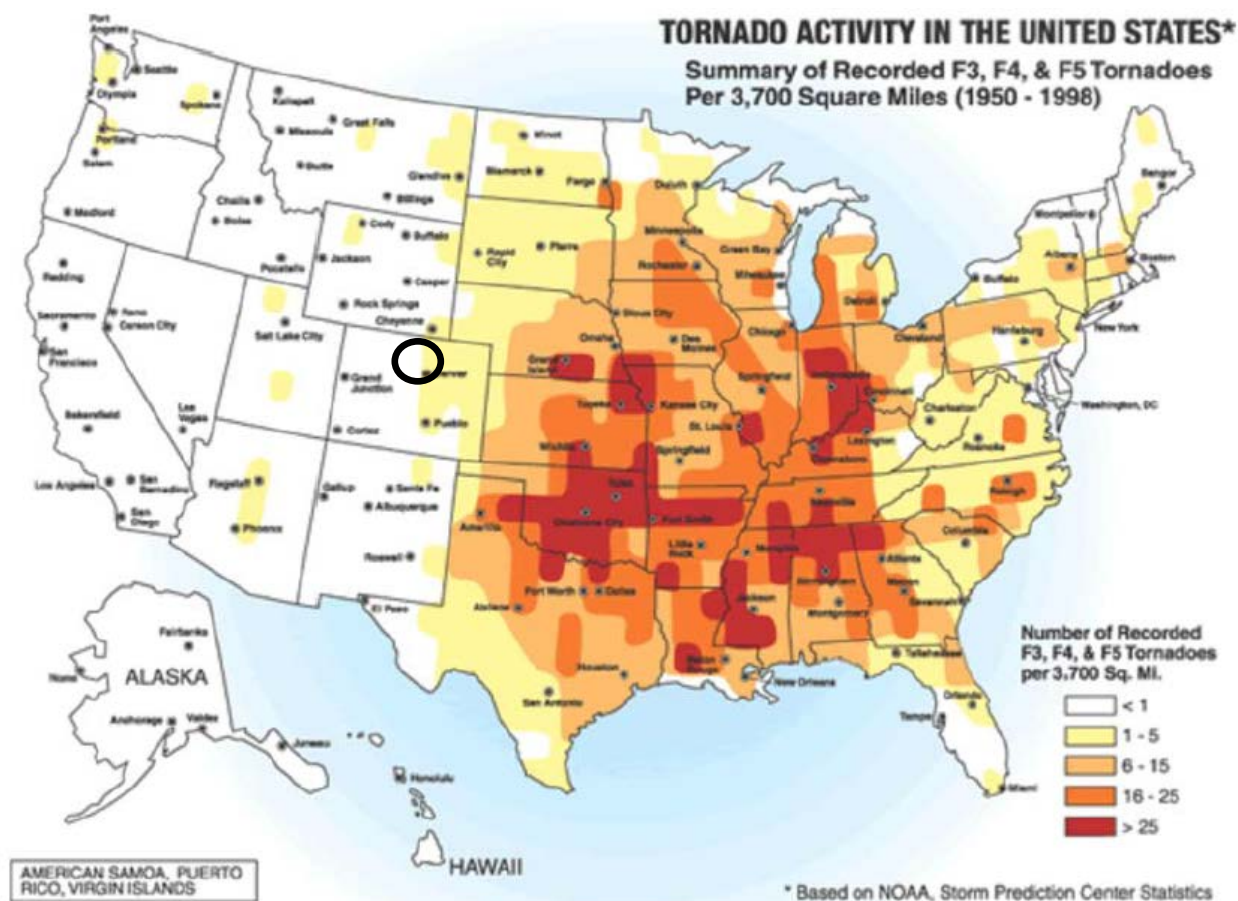 TORNADO ACTIVITY IN THE UNITED STATES*
Summary of Recorded F3, F4, & F5 Tornadoes
Per 3,700 Square Miles (1950 - 1998)
Port
Angeles
Seattle
Olympia
Spokane
Portland
Salem
Medford
Kalispell
Great Falls
Missoula
Butte
Glendive
Billings
Minot
Bismarck
Fargo
Duluth
Challis
Boise
Pocatello
Cody
Buffalo
Jackson
Casper
Rock Springs
Cheyenne
Rapid
City
Pierre
Minneapolis
Rochester
Green Bay
Milwaukee
Bangor
Montpelier
Albany
Boston
Buffalo
Redding
Sacramento
San
Francisco
Reno
Carson City
Salt Lake City
Sioux City
Omaha
Des
Moines
Grand
Island
Chicago
Detroit
Cleveland
Harrisburg
New York
Washington, DC
Bakersfield
Las
Vegas
Grand
Junction
Cortez
Pueblo
Topeka
Kansas City
Wichita
Springfield
St. Louis
Springfield
Indianapolis
Cincinnati
Lexington
Charleston
Roanoke
Raleigh
Los Angeles
San
Bernadino
San
Diego
Flagstaff
Phoenix
Gallup
Santa Fe
Albuquerque
Roswell
El Paso
Amarillo
Tulsa
Oklahoma City
Fort Smith
Little
Rock
Memphis
Nashville
Columbia
Atlanta
Macon
Savannah
Birmingham
Montgomery
Jackson
Abilene
Fort Worth
Dallas
Houston
San Antonio
Baton
Rouge
New Orleans
Tallahassee
Orlando
Tampa
Miami
Fairbanks
Nome
ALASKA
Anchorage
Valdez
Juneau
Honolulu
HAWAII
AMERICAN SAMOA, PUERTO
RICO, VIRGIN ISLANDS
Number of Recorded
F3, F4, & F5 Tornadoes
per 3,700 Sq. Mi.
< 1
1 - 5
6 - 15
16 - 25
> 25
* Based on NOAA, Storm Prediction Center Statistics